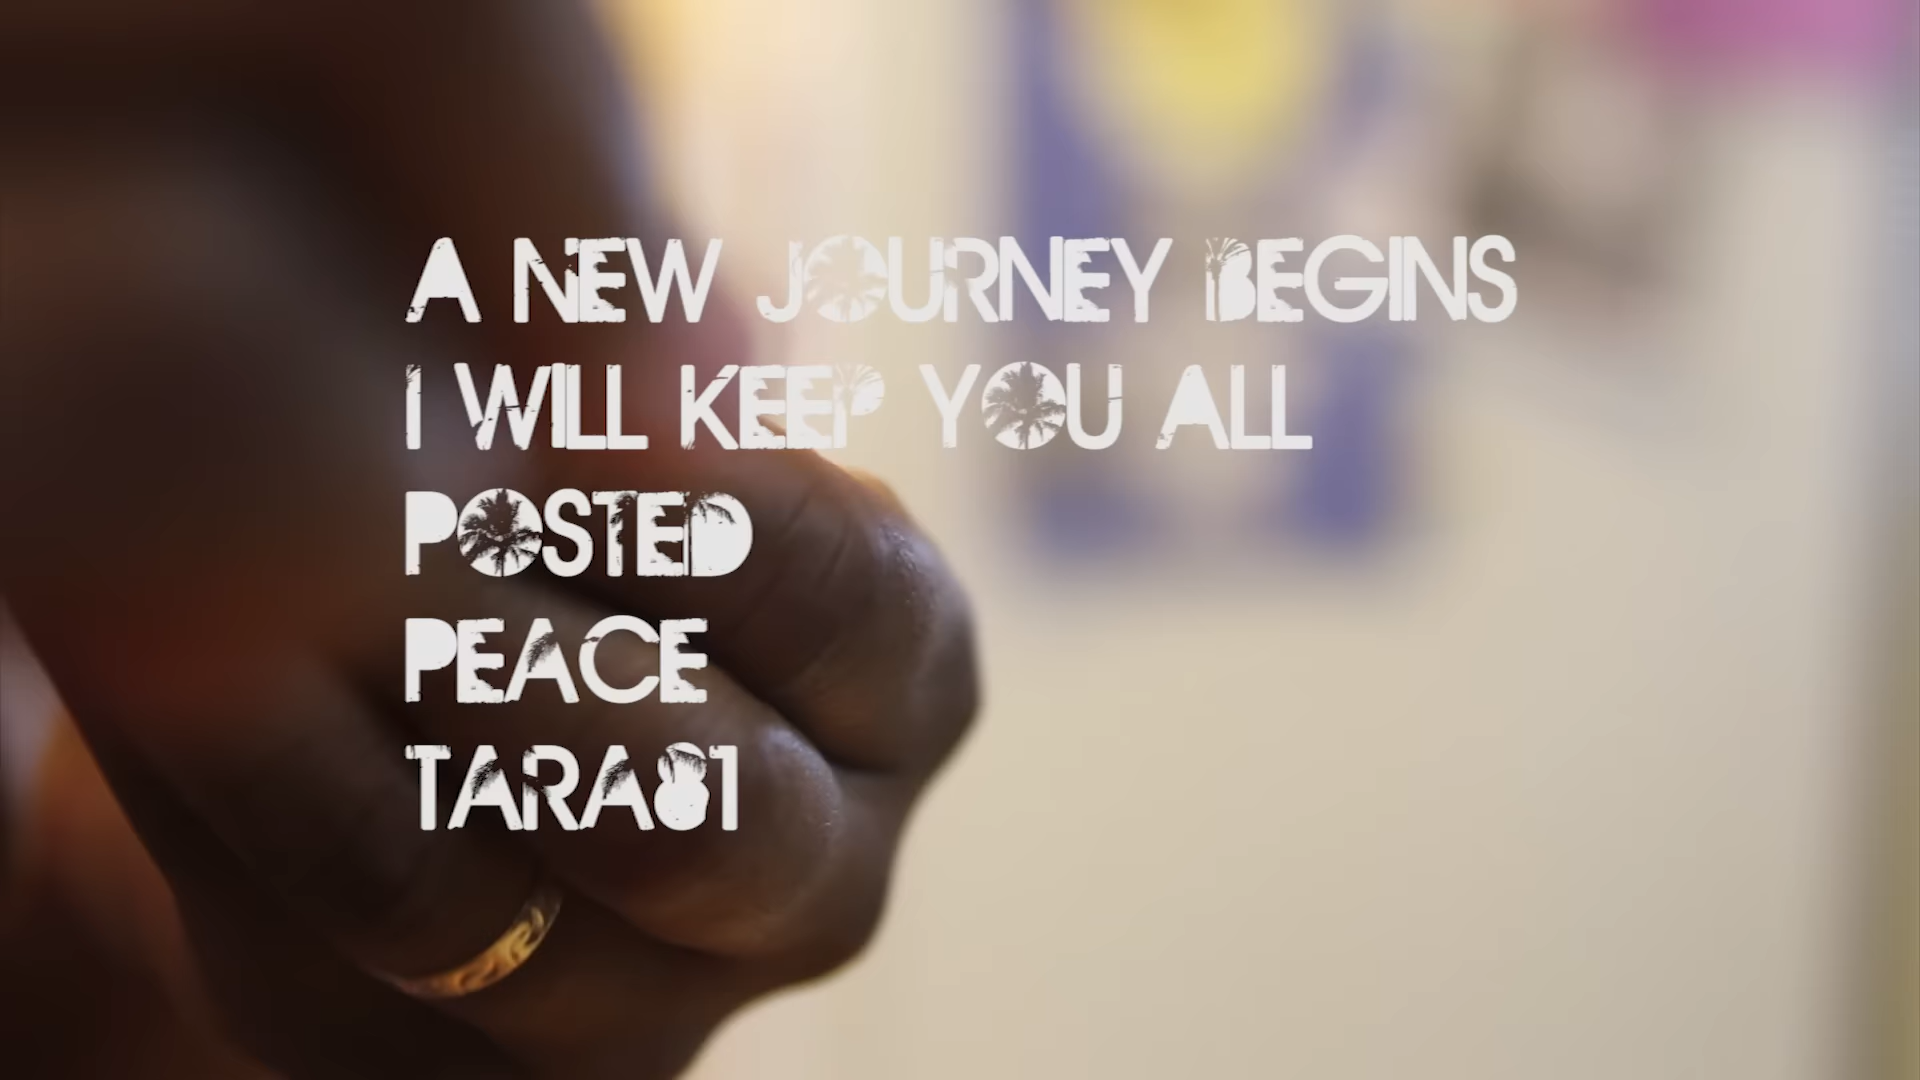 A NEW JOURNEY BEGINS
I WILL KEEP YOU ALL
POSTED
PEACE
TARA81